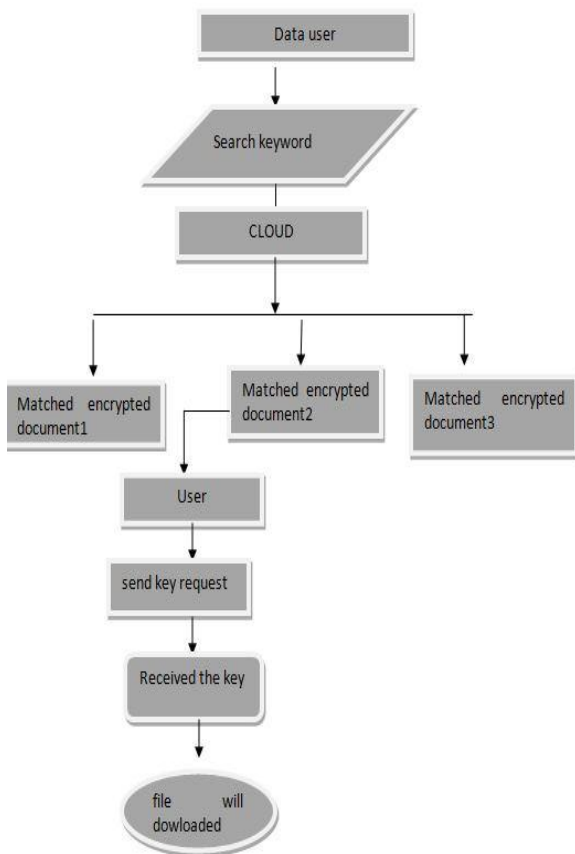 Data user
Search keyword
CLOUD
Matched encrypted
document1
Matched encrypted
document2
Matched encrypted
document3
User
send key request
Received the key
file will
dowloaded